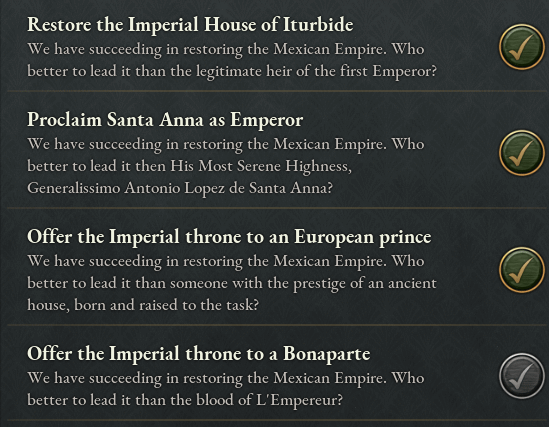 Restore the Imperial House of Iturbide
We have succeeding in restoring the Mexican Empire. Who
better to lead it than the legitimate heir of the first Emperor?
Proclaim Santa Anna as Emperor
We have succeeding in restoring the Mexican Empire. Who
better to lead it then His Most Serene Highness,
Generalissimo Antonio Lopez de Santa Anna?
Offer the Imperial throne to an European prince
We have succeeding in restoring the Mexican Empire. Who
better to lead it than someone with the prestige of an ancient
house, born and raised to the task?
Offer the Imperial throne to a Bonaparte
We have succeeding in restoring the Mexican Empire. Who
better to lead it than the blood of L'Empereur?